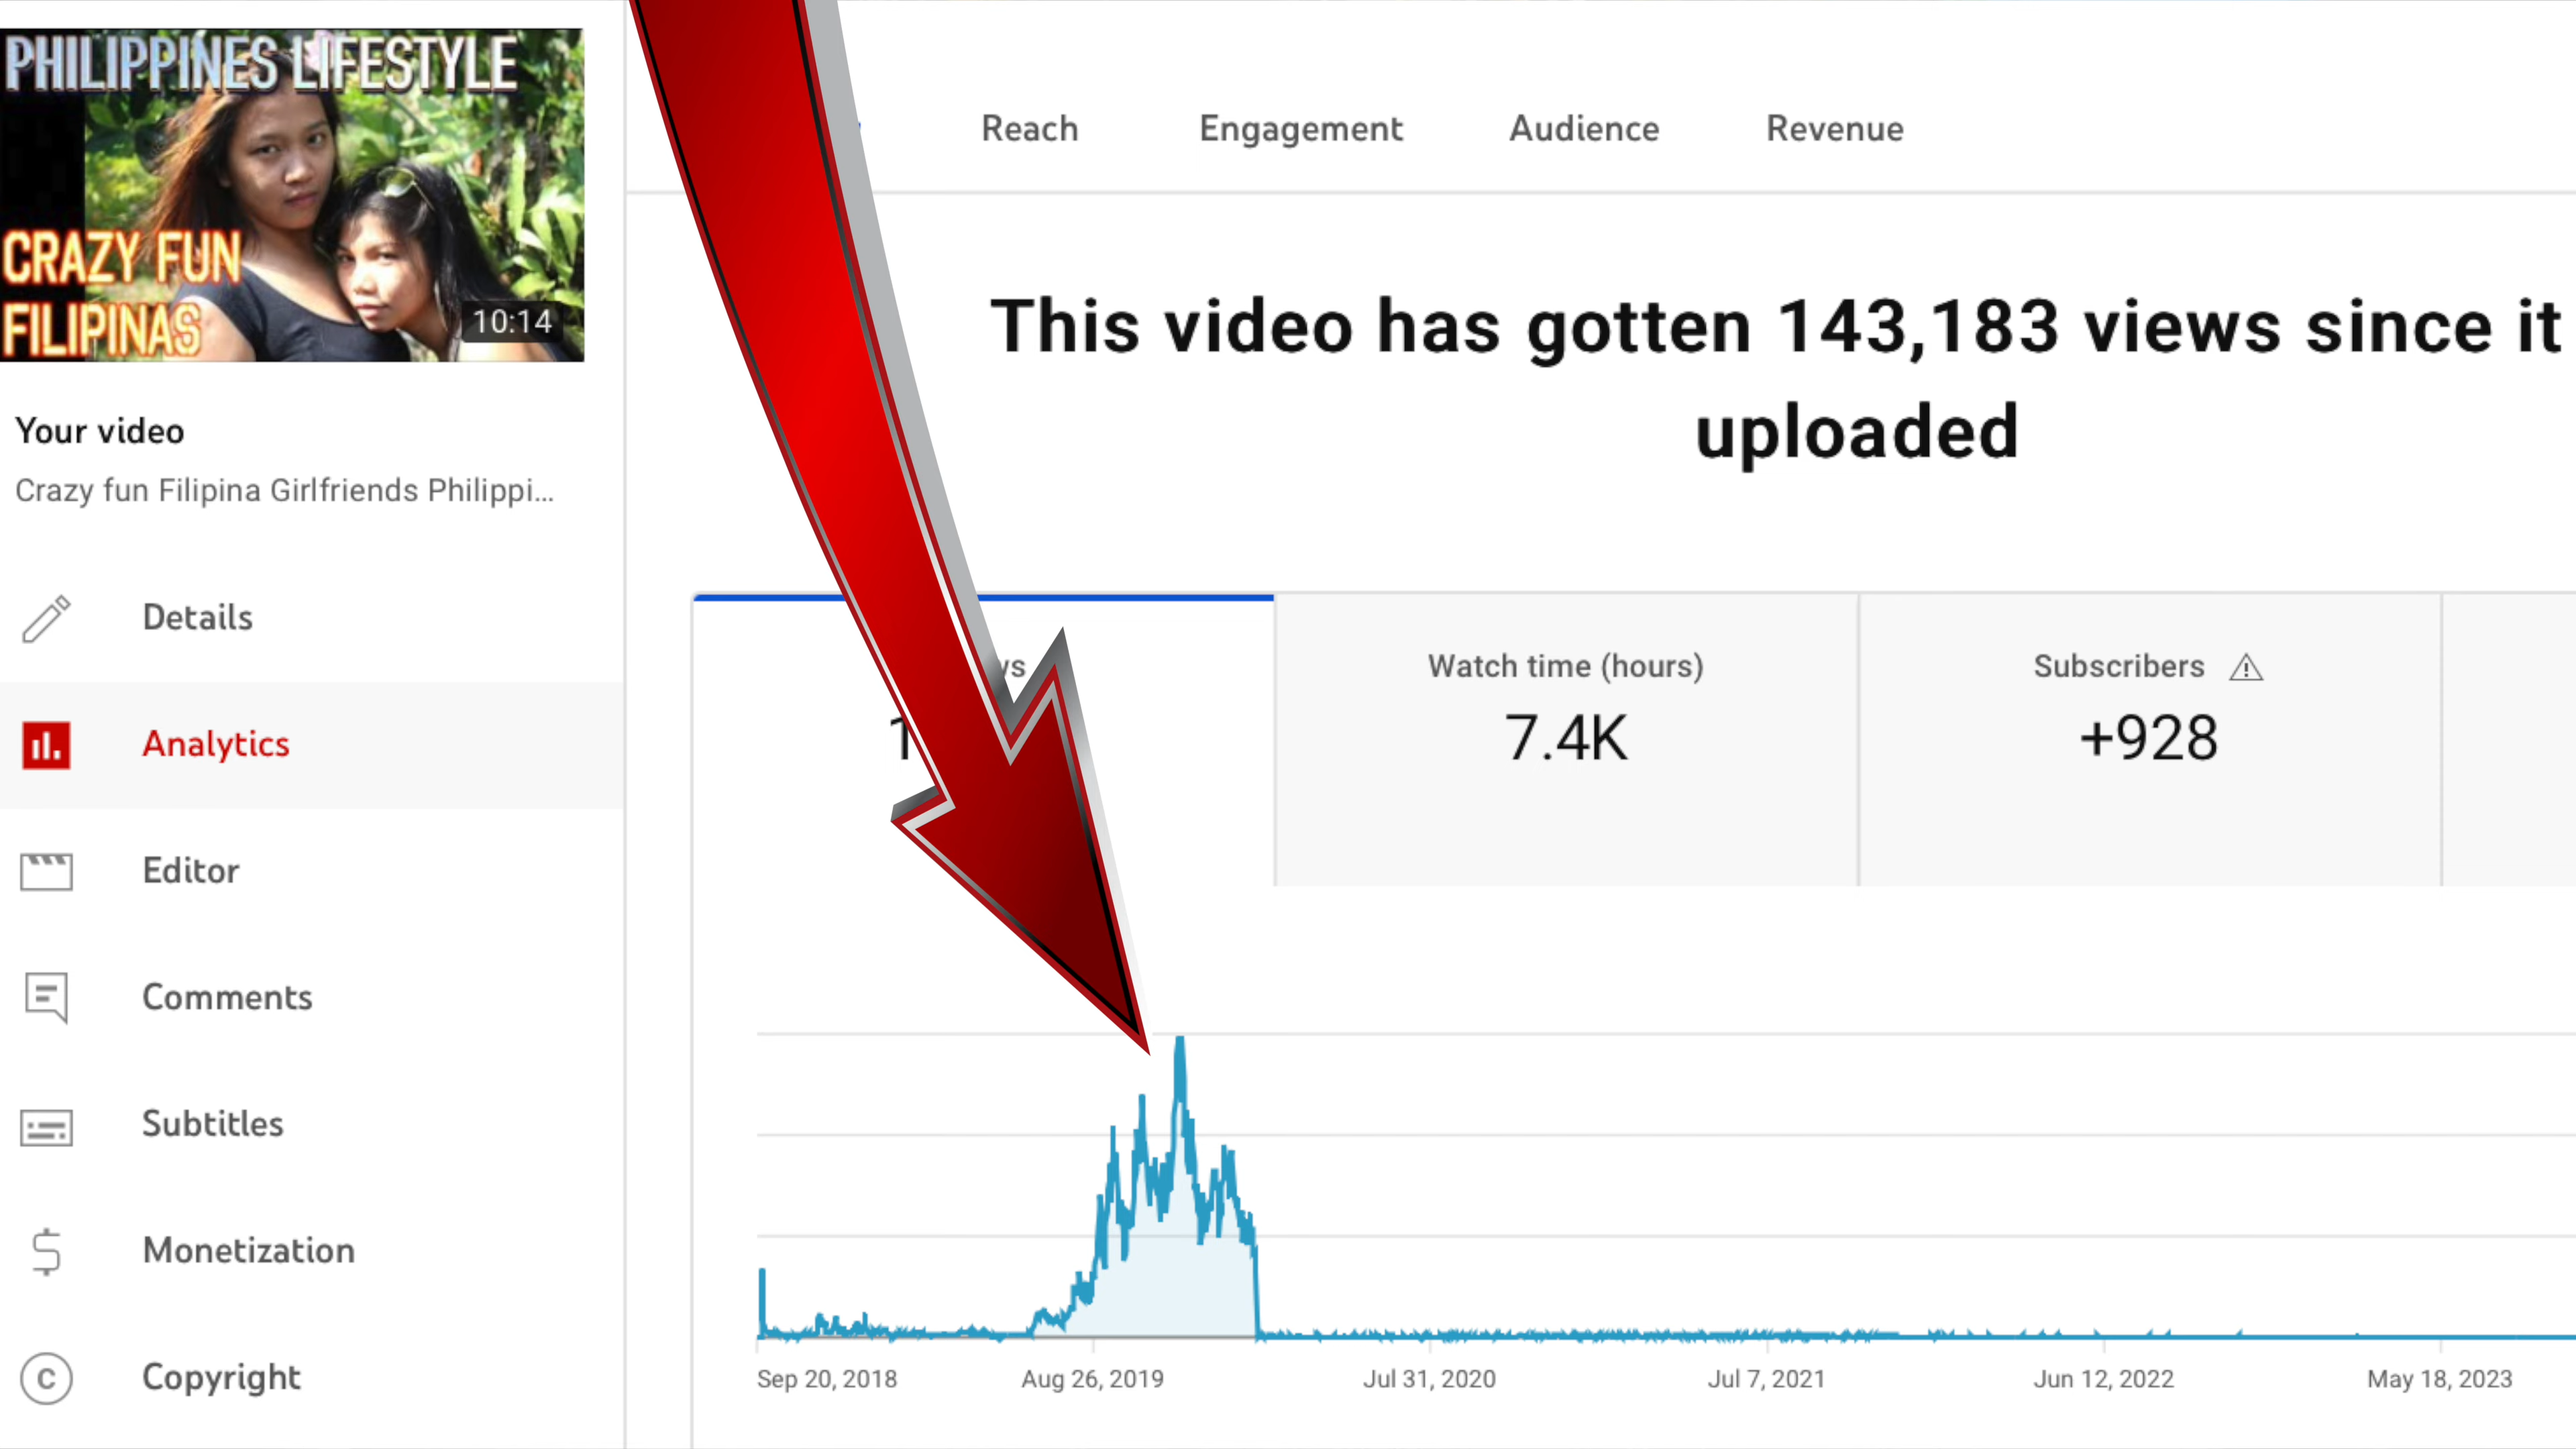 PHILIPPINES LIFESTYLE
CRAZY FUN
FILIPINAS
10:14
Your video
Crazy fun Filipina Girlfriends Philippi...
Details
Analytics
Editor
Comments
Subtitles
Monetization
Copyright
Reach Engagement Audience Revenue
This video has gotten 143,183 views since it
uploaded
Watch time (hours)
7.4K
Subscribers
+928
Sep 20, 2018 Aug 26, 2019 Jul 31, 2020 Jul 7, 2021 Jun 12, 2022 May 18, 2023